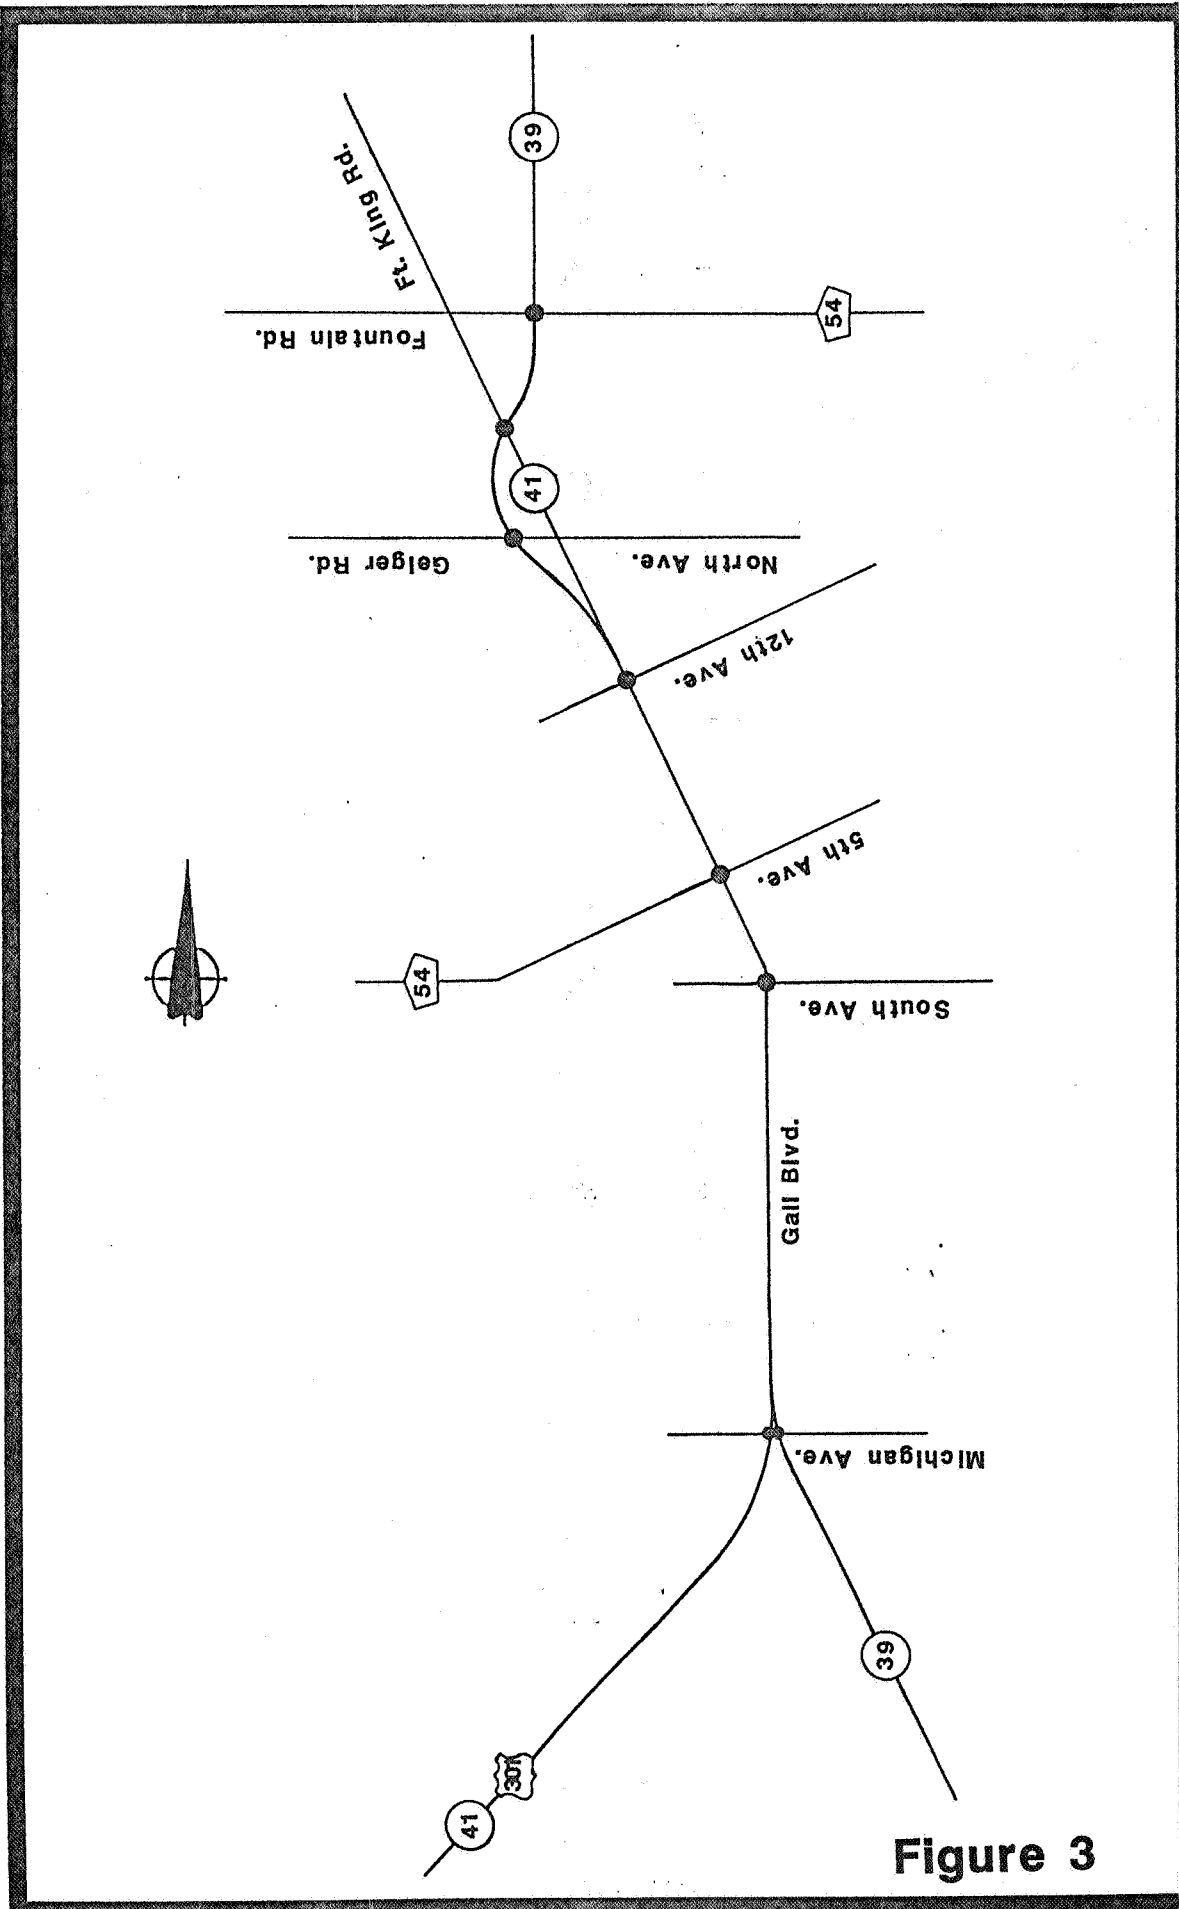 39
Ft. King Rd.
54
Fountain Rd.
41
Geiger Rd.
North Ave.
12th Ave.
5th Ave.
54
South Ave.
Gall Blvd.
Michigan Ave.
39
301
41
Figure 3